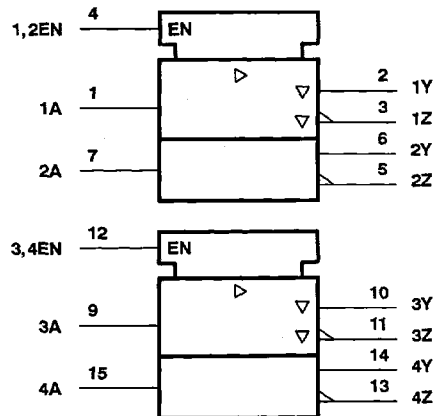 4
1,2EN EN
1 2 1Y
1A 3 1Z
7 6 2Y
2A 5 2Z
12
3,4EN EN
9 10 3Y
3A 11 3Z
15 14 4Y
4A 13 4Z